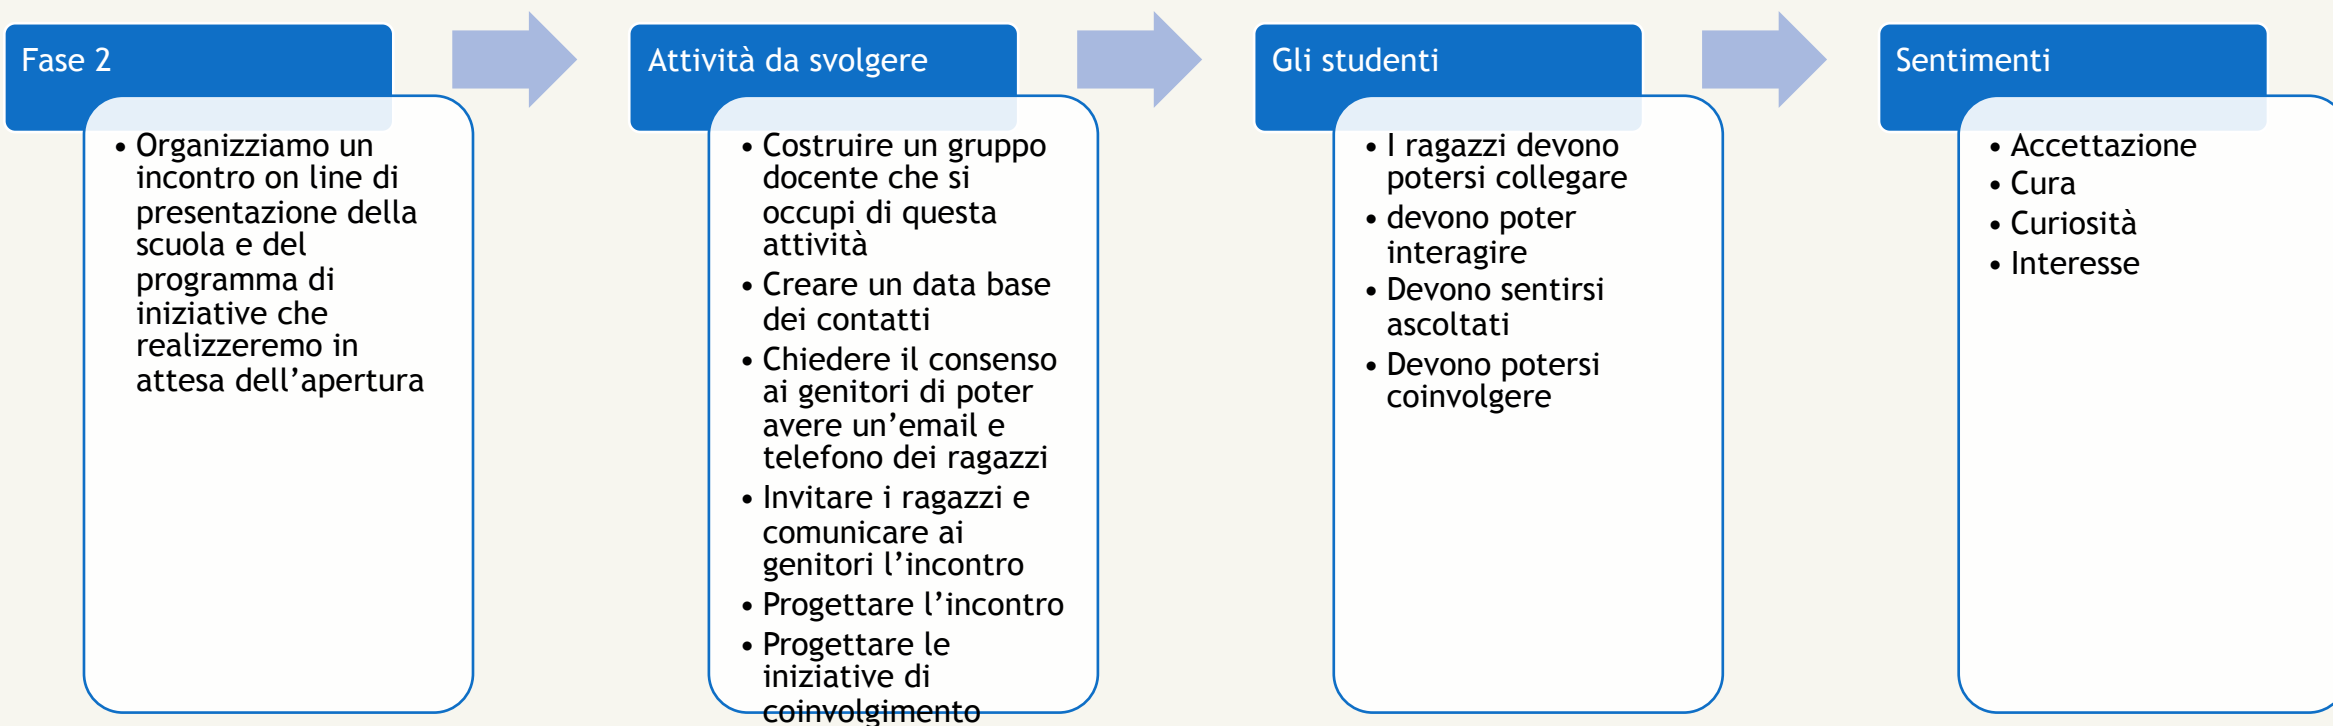 Fase 2
• Organizziamo un
incontro on line di
presentazione della
scuola e del
programma di
iniziative che
realizzeremo in
attesa dell’apertura
Attività da svolgere
• Costruire un gruppo
docente che si
occupi di questa
attività
• Creare un data base
dei contatti
• Chiedere il consenso
ai genitori di poter
avere un’email e
telefono dei ragazzi
• Invitare i ragazzi e
comunicare ai
genitori l’incontro
• Progettare l’incontro
• Progettare le
iniziative di
coinvolgimento
Gli studenti
• I ragazzi devono
potersi collegare
• devono poter
interagire
• Devono sentirsi
ascoltati
• Devono potersi
coinvolgere
Sentimenti
• Accettazione
• Cura
• Curiosità
• Interesse